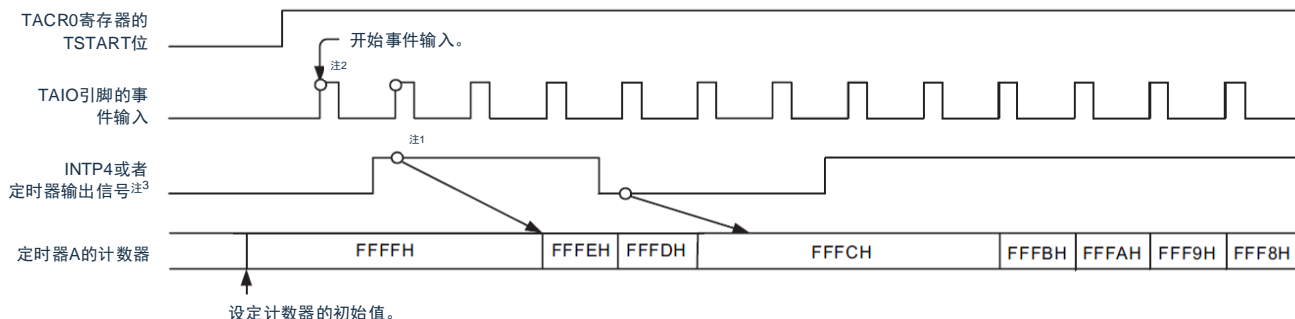 TACR0寄存器的
TSTART位
开始事件输入。
注2
TAIO引脚的事
件输入
注1
INTP4或者
定时器输出信号注3
定时器A的计数器
FFFFH
FFFEH
FFFDH
FFFCH
FFFBH
FFFAH
FFF9H
FFF8H
设定计数器的初始值。